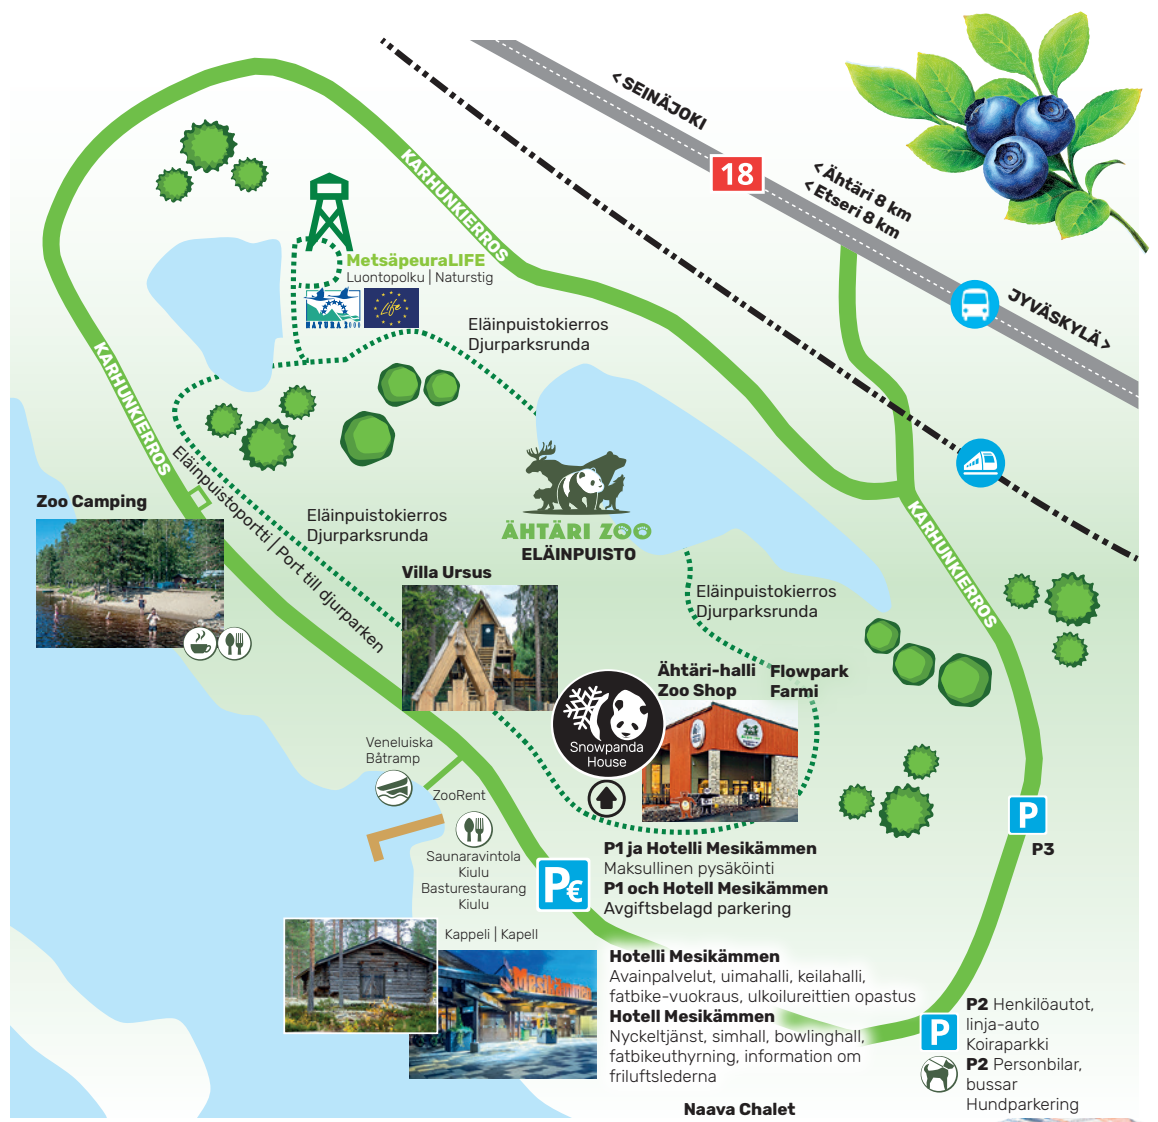 < SEINÄJOKI
18
< Ähtäri 8 km
< Etseri 8 km
JYVÄSKYLÄ >
KARHUNKIERROS
MetsäpeuraLIFE
Luontopolku | Naturstig
NATURA 2000
Life
Eläinpuistokierros
Djurparksrunda
KARHUNKIERROS
Eläinpuistoportti | Port till djurparken
Zoo Camping
Eläinpuistokierros
Djurparksrunda
ÄHTÄRI ZOO
ELÄINPUISTO
KARHUNKIERROS
Villa Ursus
Eläinpuistokierros
Djurparksrunda
Ähtäri-halli
Zoo Shop
Flowpark
Farmi
Snowpanda
House
Veneluiska
Båtramp
ZooRent
Saunaravintola
Kiulu
Basturestaurang
Kiulu
P€
P1 ja Hotelli Mesikämmen
Maksullinen pysäköinti
P1 och Hotell Mesikämmen
Avgiftsbelagd parkering
P
P3
Kappeli | Kapell
Mesikämmen
Hotelli Mesikämmen
Avainpalvelut, uimahalli, keilahalli,
fatbike-vuokraus, ulkoilureittien opastus
Hotell Mesikämmen
Nyckeltjänst, simhall, bowlinghall,
fatbikeuthyrning, information om
friluftslederna
P
P2 Henkilöautot,
linja-auto
Koiraparkki
P2 Personbilar,
bussar
Hundparkering
Naava Chalet